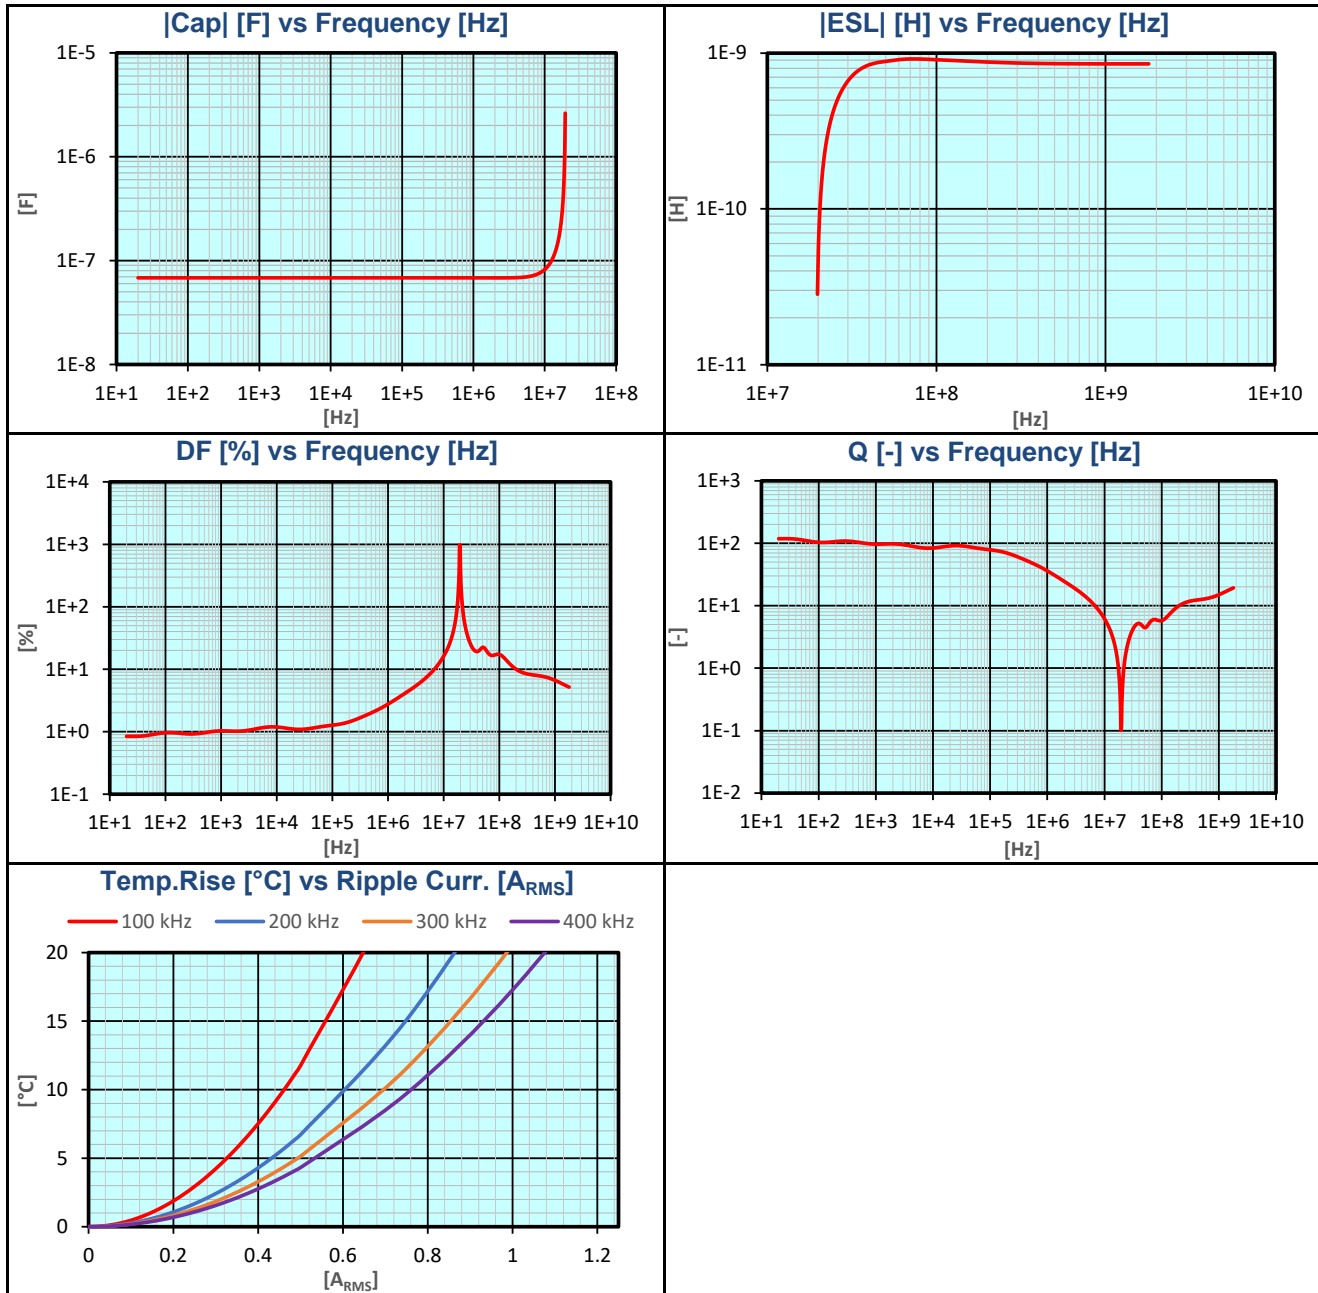 |Cap| [F] vs Frequency [Hz]
1E-5
1E-6
1E-7
1E-8
[F]
1E+1 1E+2 1E+3 1E+4 1E+5 1E+6 1E+7 1E+8
[Hz]
|ESL| [H] vs Frequency [Hz]
1E-9
1E-10
1E-11
[H]
1E+7 1E+8 1E+9 1E+10
[Hz]
DF [%] vs Frequency [Hz]
1E+4
1E+3
1E+2
1E+1
1E+0
1E-1
[%]
1E+1 1E+2 1E+3 1E+4 1E+5 1E+6 1E+7 1E+8 1E+9 1E+10
[Hz]
Q [-] vs Frequency [Hz]
1E+3
1E+2
1E+1
1E+0
1E-1
1E-2
[-]
1E+1 1E+2 1E+3 1E+4 1E+5 1E+6 1E+7 1E+8 1E+9 1E+10
[Hz]
Temp.Rise [°C] vs Ripple Curr. [ARMS]
100 kHz 200 kHz 300 kHz 400 kHz
20
15
10
5
0
[°C]
0 0.2 0.4 0.6 0.8 1 1.2
[ARMS]